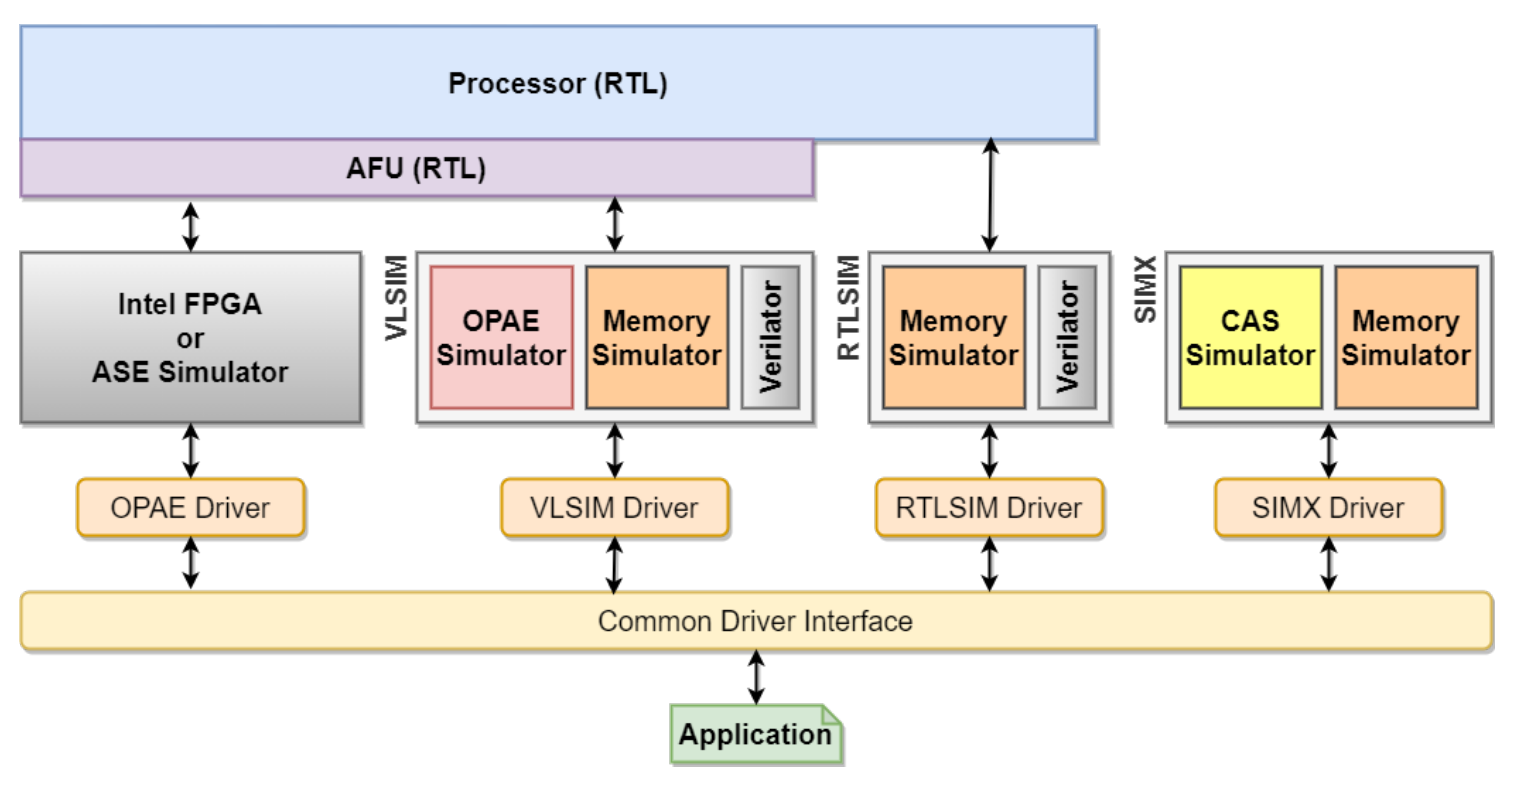 Processor (RTL)
AFU (RTL)
Intel FPGA
or
ASE Simulator
VLSIM
OPAE
Simulator
Memory
Simulator
Verilator
RTLSIM
Memory
Simulator
Verilator
SIMX
CAS
Simulator
Memory
Simulator
OPAE Driver
VLSIM Driver
RTLSIM Driver
SIMX Driver
Common Driver Interface
Application